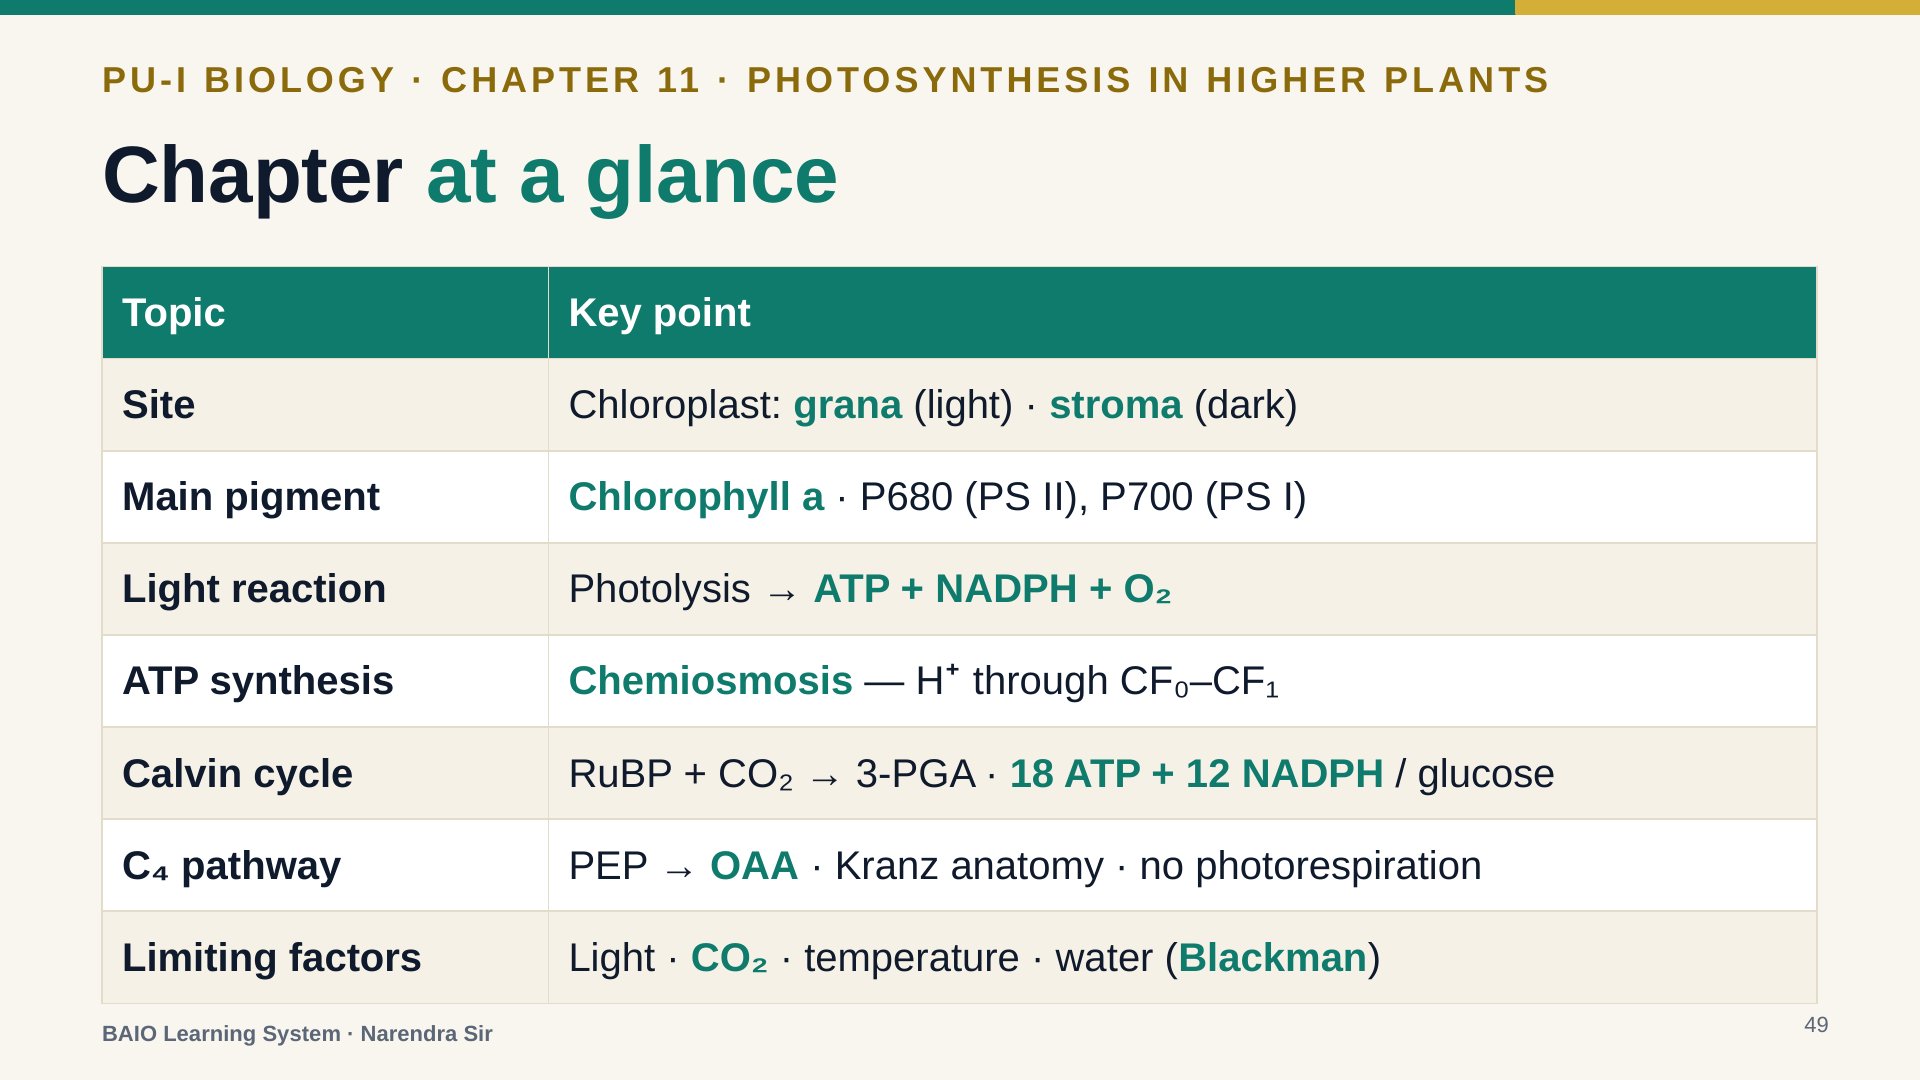 PU-I BIOLOGY · CHAPTER 11 · PHOTOSYNTHESIS IN HIGHER PLANTS
Chapter at a glance
Topic Key point
Site Chloroplast: grana (light) · stroma (dark)
Main pigment Chlorophyll a · P680 (PS II), P700 (PS I)
Light reaction Photolysis → ATP + NADPH + O₂
ATP synthesis Chemiosmosis — H⁺ through CF₀–CF₁
Calvin cycle RuBP + CO₂ → 3-PGA · 18 ATP + 12 NADPH / glucose
C₄ pathway PEP → OAA · Kranz anatomy · no photorespiration
Limiting factors Light · CO₂ · temperature · water (Blackman)
BAIO Learning System · Narendra Sir
49